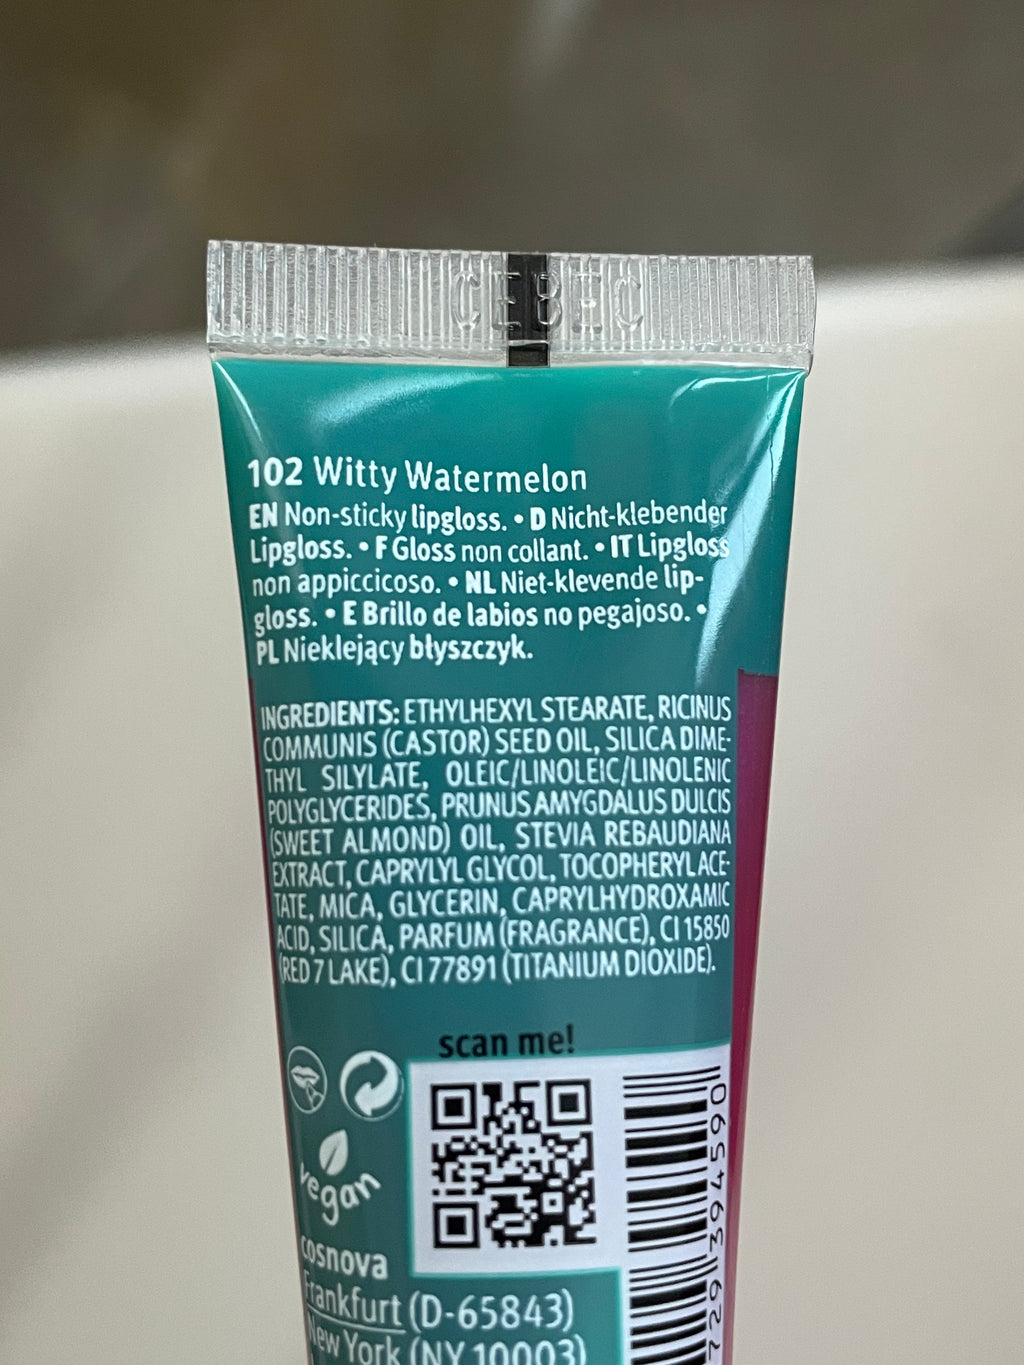 CEBEC
102 Witty Watermelon
EN Non-sticky lipgloss. • D Nicht-klebender
Lipgloss. • F Gloss non collant. • IT Lipgloss
non appiccicoso. • NL Niet-klevende lip-
gloss. • E Brillo de labios no pegajoso. •
PL Nieklejący błyszczyk.
INGREDIENTS: ETHYLHEXYL STEARATE, RICINUS
COMMUNIS (CASTOR) SEED OIL, SILICA DIME-
THYL SILYLATE, OLEIC/LINOLEIC/LINOLENIC
POLYGLYCERIDES, PRUNUS AMYGDALUS DULCIS
(SWEET ALMOND) OIL, STEVIA REBAUDIANA
EXTRACT, CAPRYLYL GLYCOL, TOCOPHERYL ACE-
TATE, MICA, GLYCERIN, CAPRYLHYDROXAMIC
ACID, SILICA, PARFUM (FRAGRANCE), CI 15850
(RED 7 LAKE), CI 77891 (TITANIUM DIOXIDE).
scan me!
vegan
cosnova
Frankfurt (D-65843)
New York (NY 10003)
729 394590